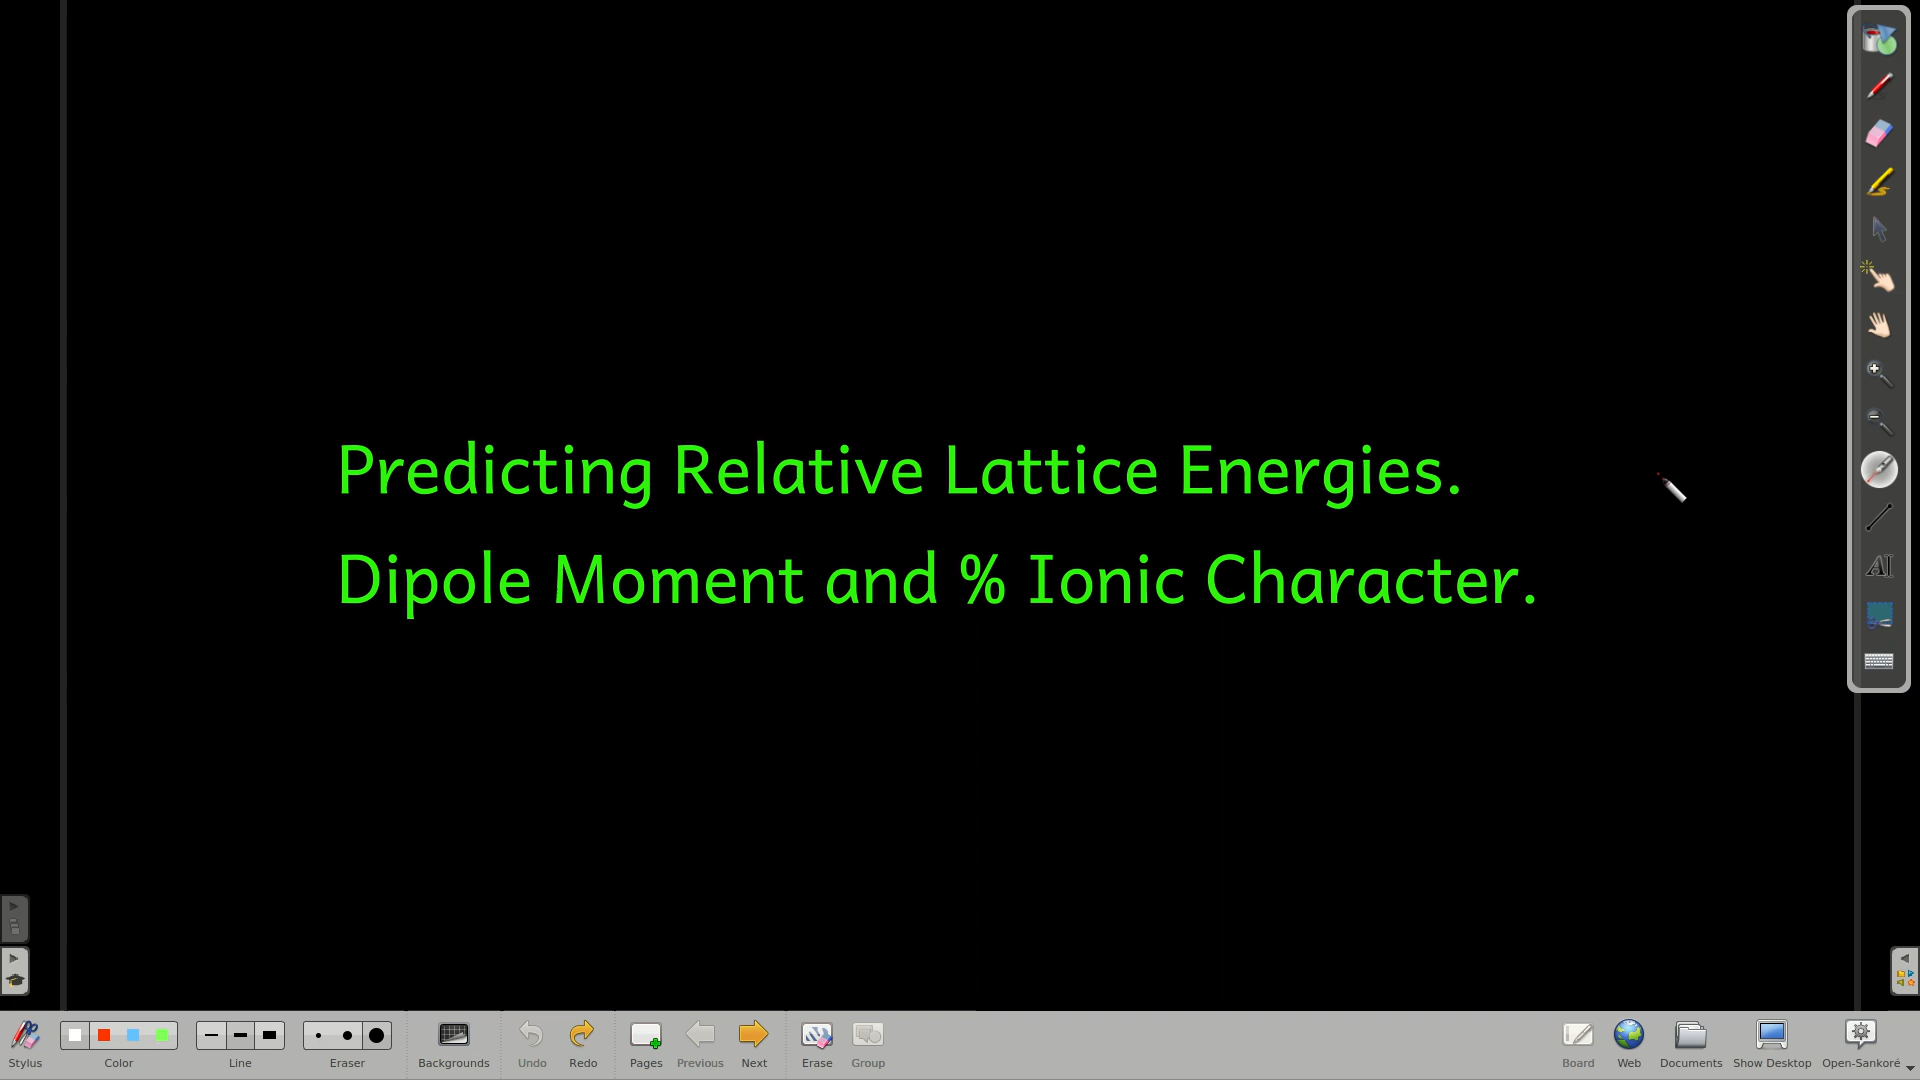 Predicting Relative Lattice Energies.
Dipole Moment and % Ionic Character.
AI
Stylus Color Line Eraser Backgrounds Undo Redo Pages Previous Next Erase Group Board Web Documents Show Desktop Open-Sankoré